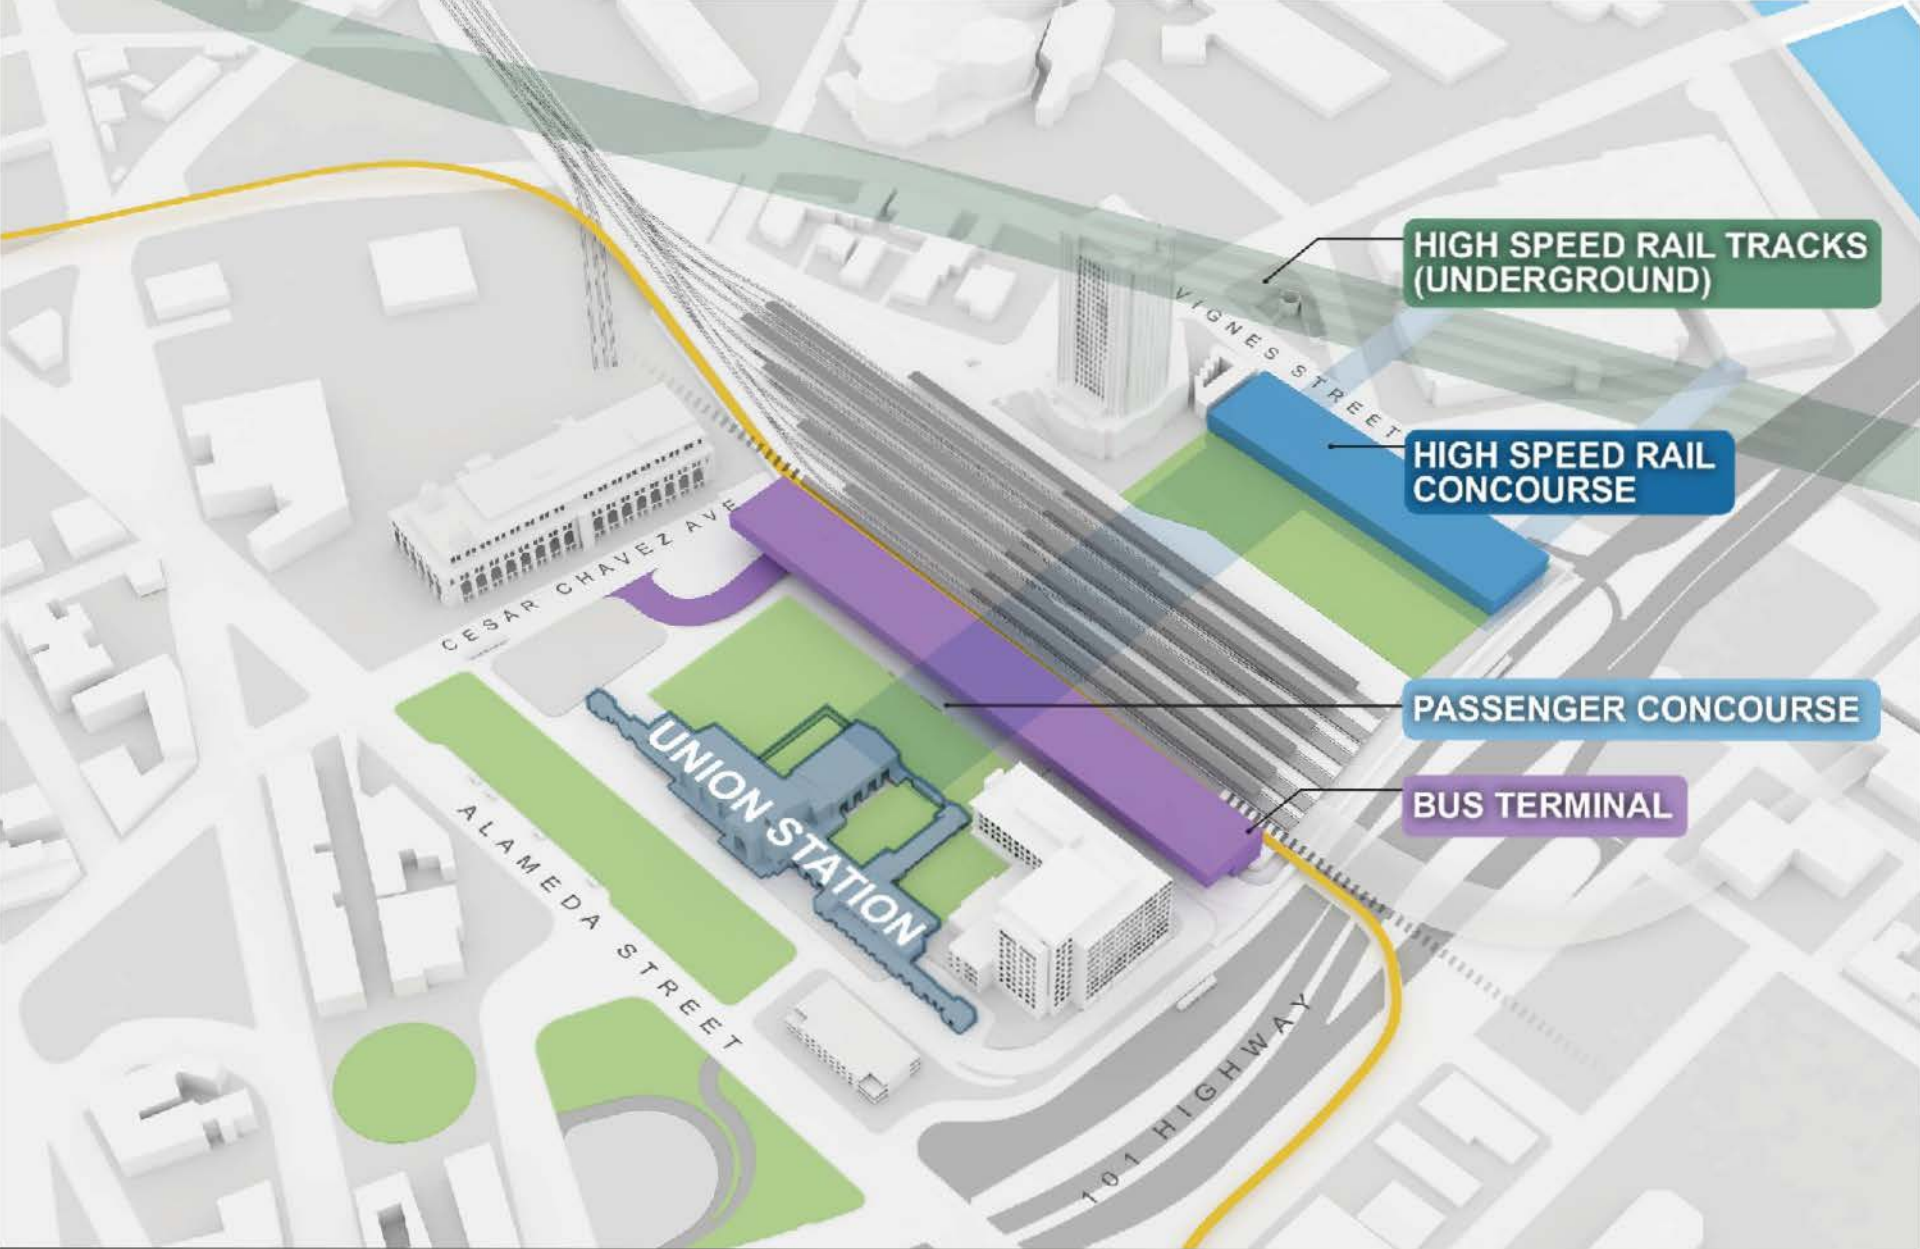 HIGH SPEED RAIL TRACKS
(UNDERGROUND)
VIGNES STREET
HIGH SPEED RAIL
CONCOURSE
CESAR CHAVEZ AVE
PASSENGER CONCOURSE
UNION STATION
BUS TERMINAL
ALAMEDA STREET
101 HIGHWAY